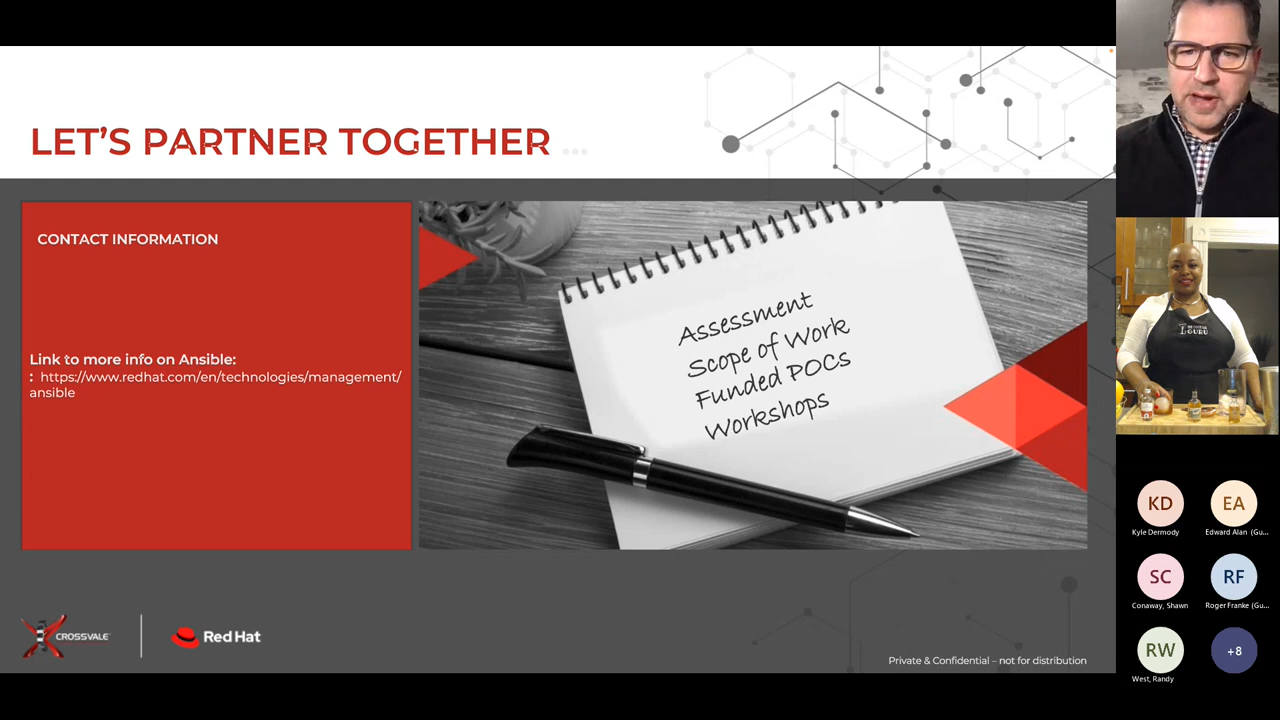 LET’S PARTNER TOGETHER
CONTACT INFORMATION
Link to more info on Ansible:
: https://www.redhat.com/en/technologies/management/
ansible
Assessment
Scope of Work
Funded POCs
Workshops
CROSSVALE
Red Hat
Private & Confidential – not for distribution
GURU
KD
EA
Kyle Dermody
Edward Alan (Gu...
SC
RF
Conaway, Shawn
Roger Franke (Gu...
RW
+8
West, Randy